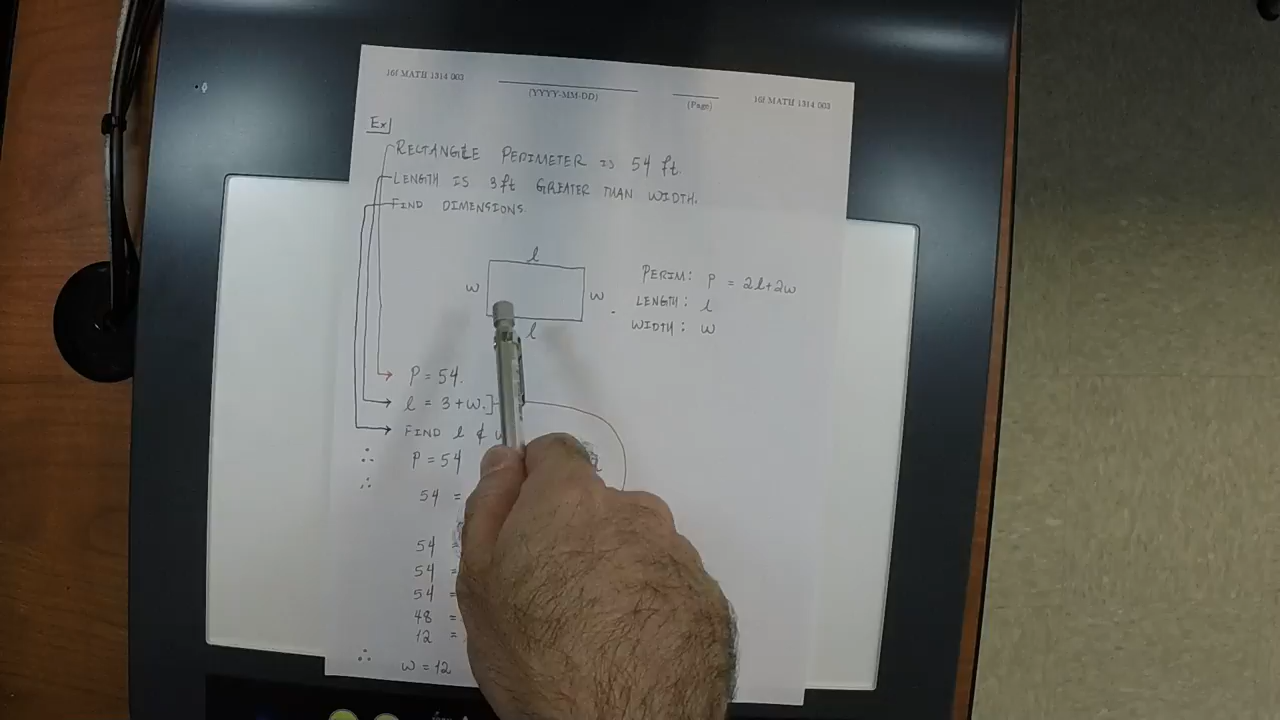 16f MATH 1314 003
(YYYY-MM-DD)
(Page)
16f MATH 1314 003
Ex
RECTANGLE PERIMETER IS 54 ft.
LENGTH IS 3ft GREATER THAN WIDTH.
FIND DIMENSIONS.
l
w
w
l
PERIM: P = 2l+2w
LENGTH: l
WIDTH: w
P = 54.
l = 3 + w.
FIND l &
∴ P = 54
∴ 54 =
54 =
54 =
54 =
48 =
12 =
∴ w = 12